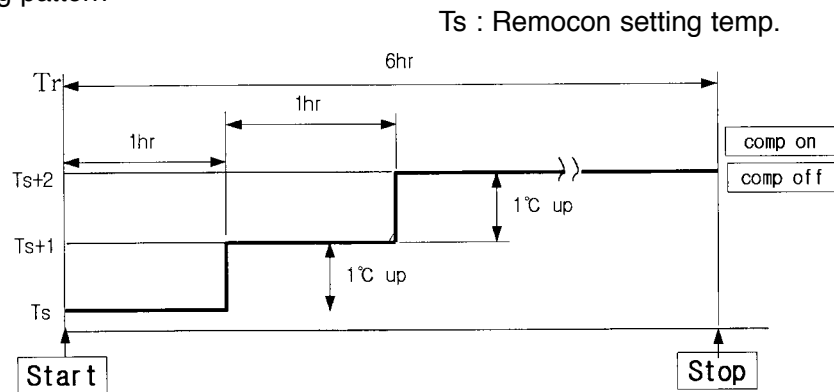 Ts : Remocon setting temp.
Tr
6hr
1hr
1hr
comp on
Ts+2
comp off
1℃ up
Ts+1
1℃ up
Ts
Start
Stop